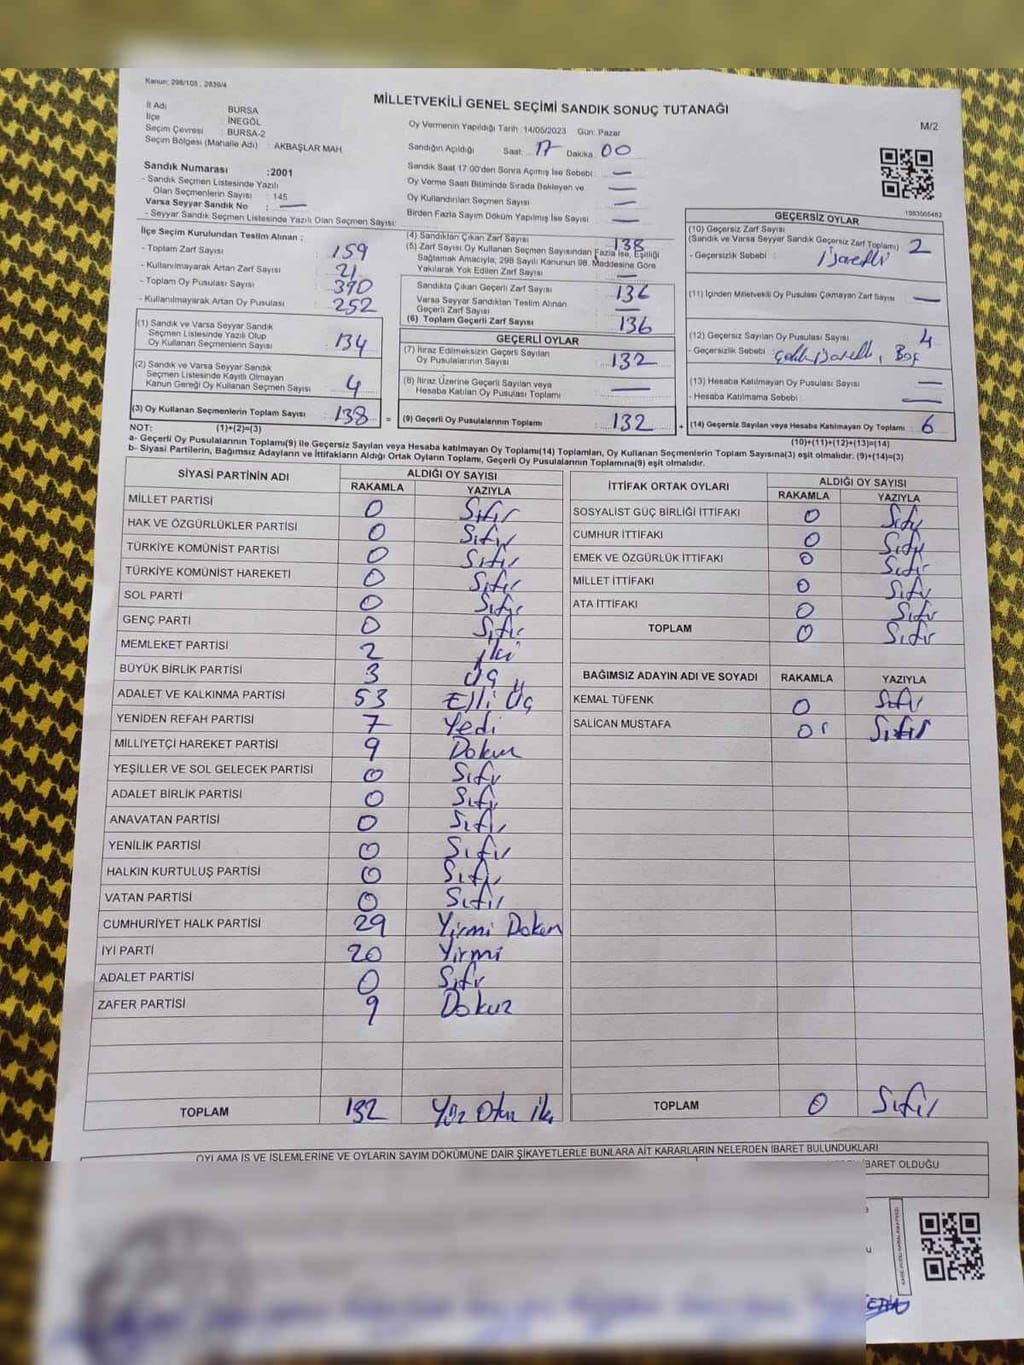 Kanun: 298/105 , 2839/4
MİLLETVEKİLİ GENEL SEÇİMİ SANDIK SONUÇ TUTANAĞI
M/2
İl Adı BURSA
İlçe İNEGÖL
Seçim Çevresi : BURSA-2
Seçim Bölgesi (Mahalle Adı) : AKBAŞLAR MAH.
Sandık Numarası :2001
- Sandık Seçmen Listesinde Yazılı
Olan Seçmenlerin Sayısı : 145
Varsa Seyyar Sandık No : —
- Seyyar Sandık Seçmen Listesinde Yazılı Olan Seçmen Sayısı:
Oy Vermenin Yapıldığı Tarih :14/05/2023 Gün: Pazar
Sandığın Açıldığı Saat: 17 Dakika 00
Sandık Saat 17:00'den Sonra Açılmış İse Sebebi : —
Oy Verme Saati Bitiminde Sırada Bekleyen ve —
Oy Kullandırılan Seçmen Sayısı : —
Birden Fazla Sayım Döküm Yapılmış İse Sayısı : —
1083005462
İlçe Seçim Kurulundan Teslim Alınan ;
- Toplam Zarf Sayısı : 159
- Kullanılmayarak Artan Zarf Sayısı : 21
- Toplam Oy Pusulası Sayısı : 390
- Kullanılmayarak Artan Oy Pusulası : 252
(1) Sandık ve Varsa Seyyar Sandık
Seçmen Listesinde Yazılı Olup
Oy Kullanan Seçmenlerin Sayısı : 134
(2) Sandık ve Varsa Seyyar Sandık
Seçmen Listesinde Kayıtlı Olmayan
Kanun Gereği Oy Kullanan Seçmen Sayısı : 4
(3) Oy Kullanan Seçmenlerin Toplam Sayısı : 138 =
(4) Sandıktan Çıkan Zarf Sayısı : 138
(5) Zarf Sayısı Oy Kullanan Seçmen Sayısından Fazla İse, Eşitliği
Sağlamak Amacıyla, 298 Sayılı Kanunun 98. Maddesine Göre
Yakılarak Yok Edilen Zarf Sayısı : —
Sandıkta Çıkan Geçerli Zarf Sayısı : 136
Varsa Seyyar Sandıktan Teslim Alınan
Geçerli Zarf Sayısı : —
(6) Toplam Geçerli Zarf Sayısı : 136
GEÇERLİ OYLAR
(7) İtiraz Edilmeksizin Geçerli Sayılan
Oy Pusulalarının Sayısı : 132
(8) İtiraz Üzerine Geçerli Sayılan veya
Hesaba Katılan Oy Pusulası Toplamı : —
(9) Geçerli Oy Pusulalarının Toplamı : 132 +
GEÇERSİZ OYLAR
(10) Geçersiz Zarf Sayısı
(Sandık ve Varsa Seyyar Sandık Geçersiz Zarf Toplamı) : 2
- Geçersizlik Sebebi : işaretli
(11) İçinden Milletvekili Oy Pusulası Çıkmayan Zarf Sayısı : —
(12) Geçersiz Sayılan Oy Pusulası Sayısı : 4
- Geçersizlik Sebebi : Boş
(13) Hesaba Katılmayan Oy Pusulası Sayısı : —
- Hesaba Katılmama Sebebi : —
(14) Geçersiz Sayılan veya Hesaba Katılmayan Oy Toplamı : 6
NOT: (1)+(2)=(3)
(10)+(11)+(12)+(13)=(14)
a- Geçerli Oy Pusulalarının Toplamı(9) ile Geçersiz Sayılan veya Hesaba Katılmayan Oy Toplamı(14) Toplamları, Oy Kullanan Seçmenlerin Toplam Sayısına(3) eşit olmalıdır. (9)+(14)=(3)
b- Siyasi Partilerin, Bağımsız Adayların ve İttifakların Aldığı Ortak Oyların Toplamı, Geçerli Oy Pusulalarının Toplamına(9) eşit olmalıdır.
SİYASİ PARTİNİN ADI ALDIĞI OY SAYISI
RAKAMLA YAZIYLA
MİLLET PARTİSİ 0 Sıfır
HAK VE ÖZGÜRLÜKLER PARTİSİ 0 Sıfır
TÜRKİYE KOMÜNİST PARTİSİ 0 Sıfır
TÜRKİYE KOMÜNİST HAREKETİ 0 Sıfır
SOL PARTİ 0 Sıfır
GENÇ PARTİ 0 Sıfır
MEMLEKET PARTİSİ 2 İki
BÜYÜK BİRLİK PARTİSİ 3 Üç
ADALET VE KALKINMA PARTİSİ 53 Elli Üç
YENİDEN REFAH PARTİSİ 7 Yedi
MİLLİYETÇİ HAREKET PARTİSİ 9 Dokuz
YEŞİLLER VE SOL GELECEK PARTİSİ 0 Sıfır
ADALET BİRLİK PARTİSİ 0 Sıfır
ANAVATAN PARTİSİ 0 Sıfır
YENİLİK PARTİSİ 0 Sıfır
HALKIN KURTULUŞ PARTİSİ 0 Sıfır
VATAN PARTİSİ 0 Sıfır
CUMHURİYET HALK PARTİSİ 29 Yirmi Dokuz
İYİ PARTİ 20 Yirmi
ADALET PARTİSİ 0 Sıfır
ZAFER PARTİSİ 9 Dokuz
TOPLAM 132 Yüz Otuz İki
İTTİFAK ORTAK OYLARI ALDIĞI OY SAYISI
RAKAMLA YAZIYLA
SOSYALİST GÜÇ BİRLİĞİ İTTİFAKI 0 Sıfır
CUMHUR İTTİFAKI 0 Sıfır
EMEK VE ÖZGÜRLÜK İTTİFAKI 0 Sıfır
MİLLET İTTİFAKI 0 Sıfır
ATA İTTİFAKI 0 Sıfır
TOPLAM 0 Sıfır
BAĞIMSIZ ADAYIN ADI VE SOYADI RAKAMLA YAZIYLA
KEMAL TÜFENK 0 Sıfır
SALİCAN MUSTAFA 0 Sıfır
TOPLAM 0 Sıfır
OYLAMA İŞ VE İŞLEMLERİNE VE OYLARIN SAYIM DÖKÜMÜNE DAİR ŞİKAYETLERLE BUNLARA AİT KARARLARIN NELERDEN İBARET BULUNDUKLARI
İBARET OLDUĞU